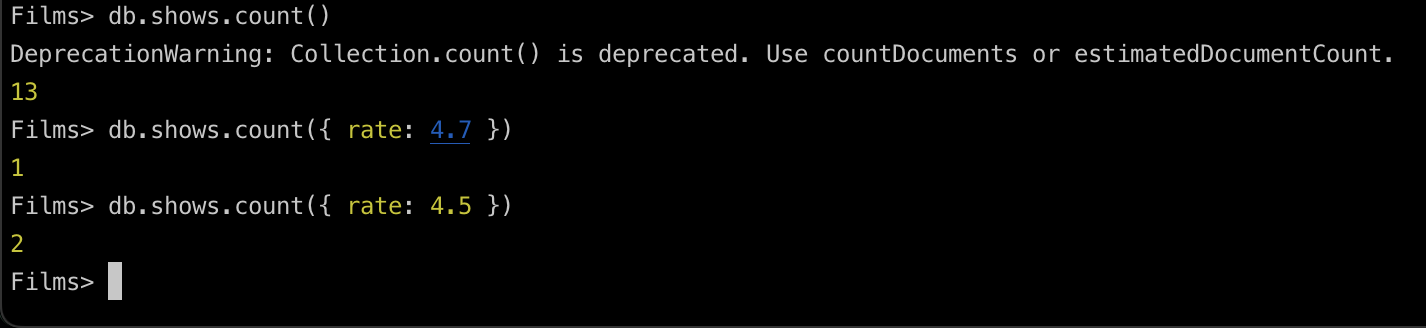 Films> db.shows.count()
DeprecationWarning: Collection.count() is deprecated. Use countDocuments or estimatedDocumentCount.
13
Films> db.shows.count({ rate: 4.7 })
1
Films> db.shows.count({ rate: 4.5 })
2
Films>